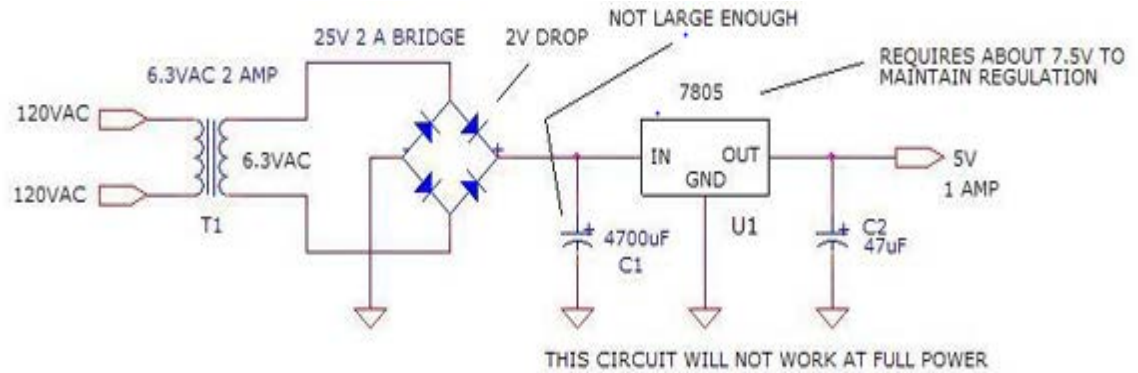 NOT LARGE ENOUGH
25V 2 A BRIDGE
2V DROP
REQUIRES ABOUT 7.5V TO
MAINTAIN REGULATION
6.3VAC 2 AMP
7805
120VAC
6.3VAC
IN
OUT
GND
5V
1 AMP
120VAC
T1
U1
4700uF
C1
C2
47uF
THIS CIRCUIT WILL NOT WORK AT FULL POWER